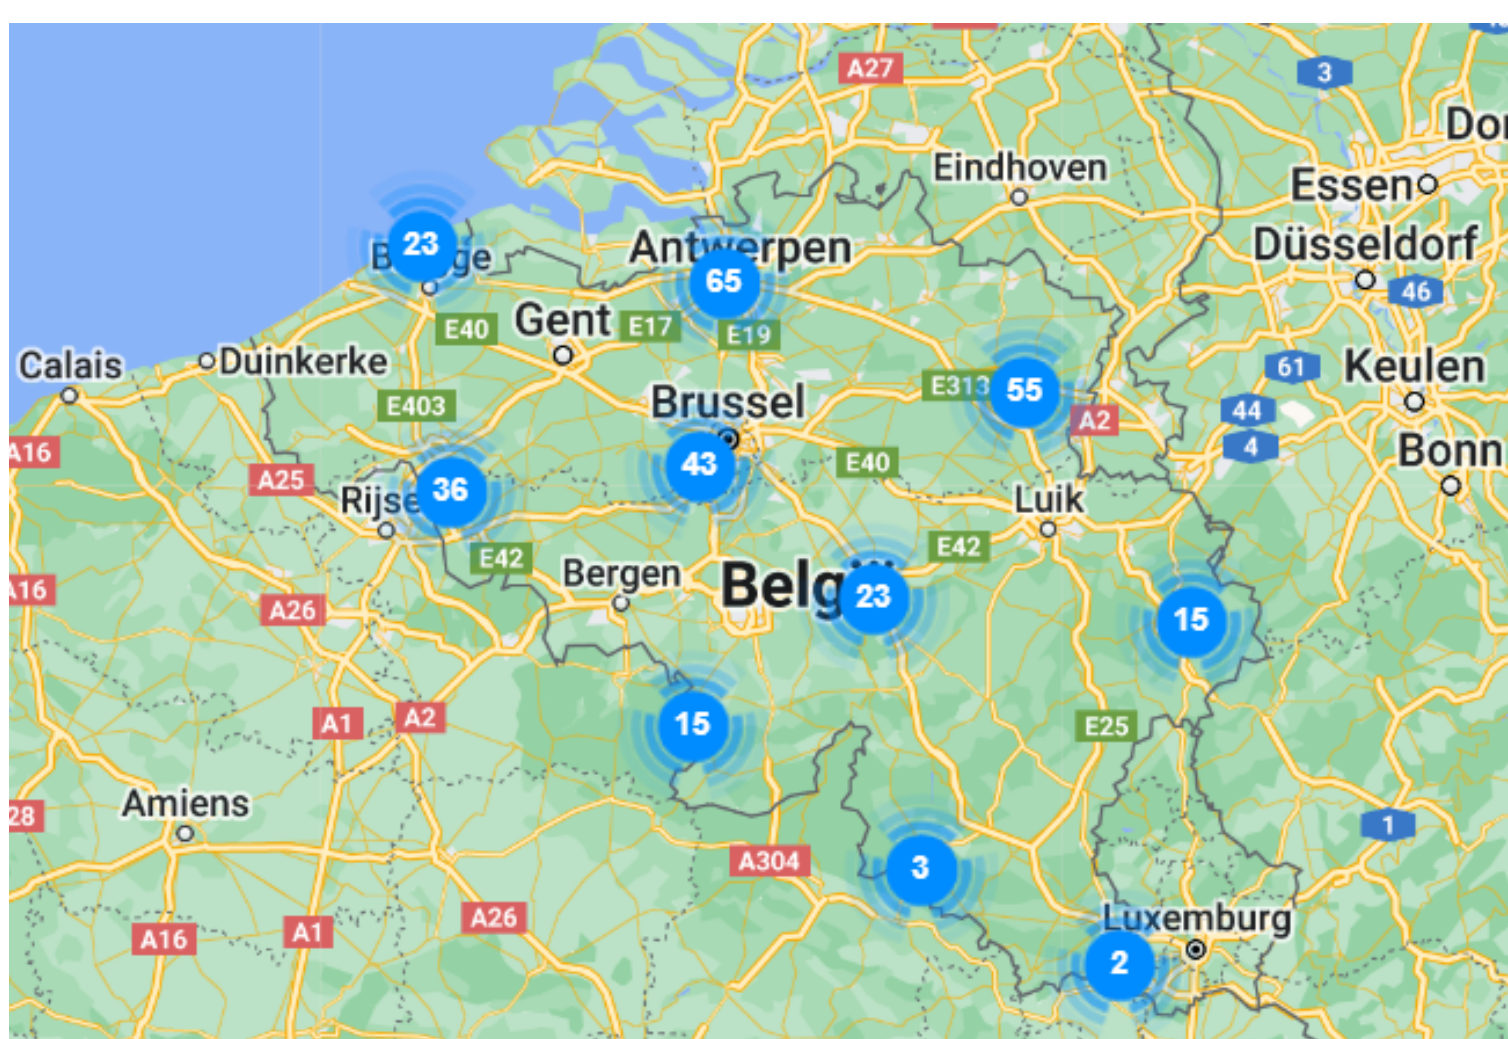 A27
3
Eindhoven
Essen
Düsseldorf
23
Antwerpen
65
46
Gent
E40
E17
E19
Calais
Duinkerke
E403
Brussel
E313
55
A2
61
Keulen
44
4
A16
A25
Rijse
36
43
E40
Luik
Bonn
E42
E42
Bergen
23
15
A16
A26
15
A1
A2
E25
Amiens
28
1
A304
3
A16
A1
A26
Luxemburg
2